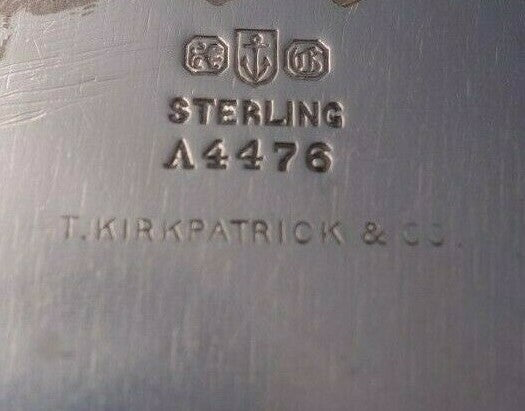 STERLING
A4476
T. KIRKPATRICK & CO.